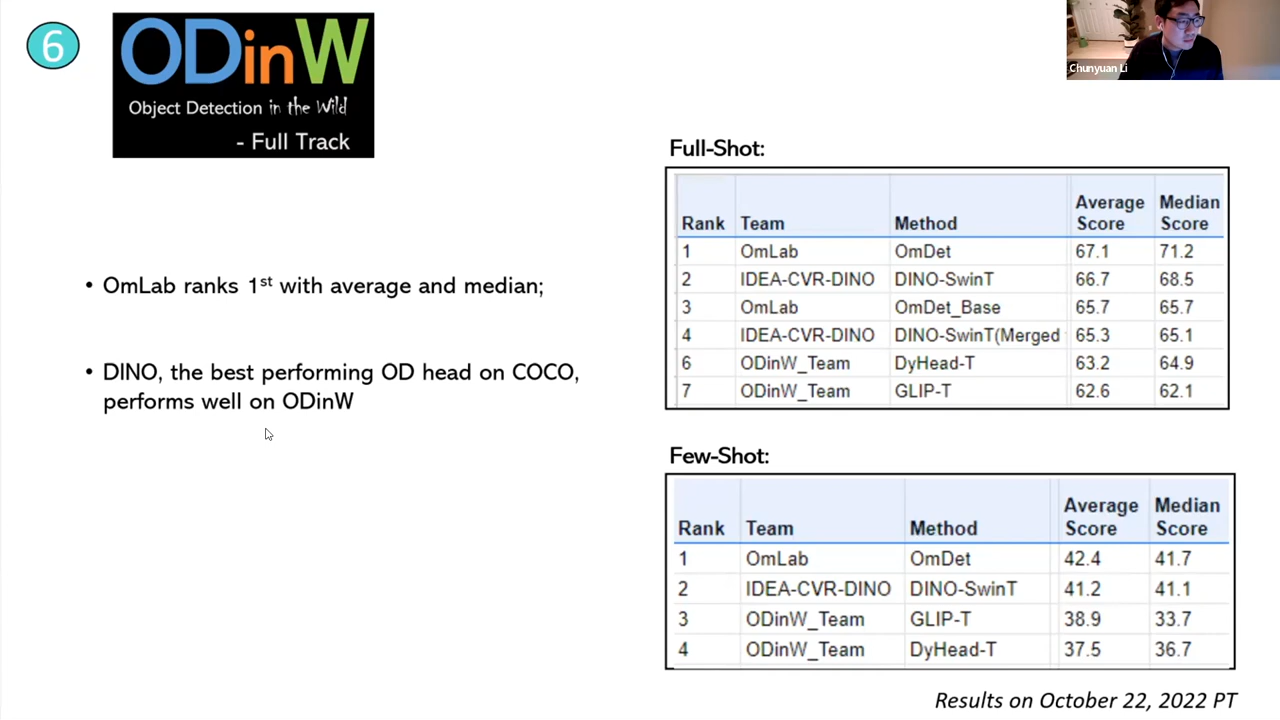 6
ODinW
Object Detection in the Wild
- Full Track
Chunyuan Li
• OmLab ranks 1st with average and median;
• DINO, the best performing OD head on COCO,
performs well on ODinW
Full-Shot:
Rank Team Method Average Score Median Score
1 OmLab OmDet 67.1 71.2
2 IDEA-CVR-DINO DINO-SwinT 66.7 68.5
3 OmLab OmDet_Base 65.7 65.7
4 IDEA-CVR-DINO DINO-SwinT(Merged 65.3 65.1
6 ODinW_Team DyHead-T 63.2 64.9
7 ODinW_Team GLIP-T 62.6 62.1
Few-Shot:
Rank Team Method Average Score Median Score
1 OmLab OmDet 42.4 41.7
2 IDEA-CVR-DINO DINO-SwinT 41.2 41.1
3 ODinW_Team GLIP-T 38.9 33.7
4 ODinW_Team DyHead-T 37.5 36.7
Results on October 22, 2022 PT